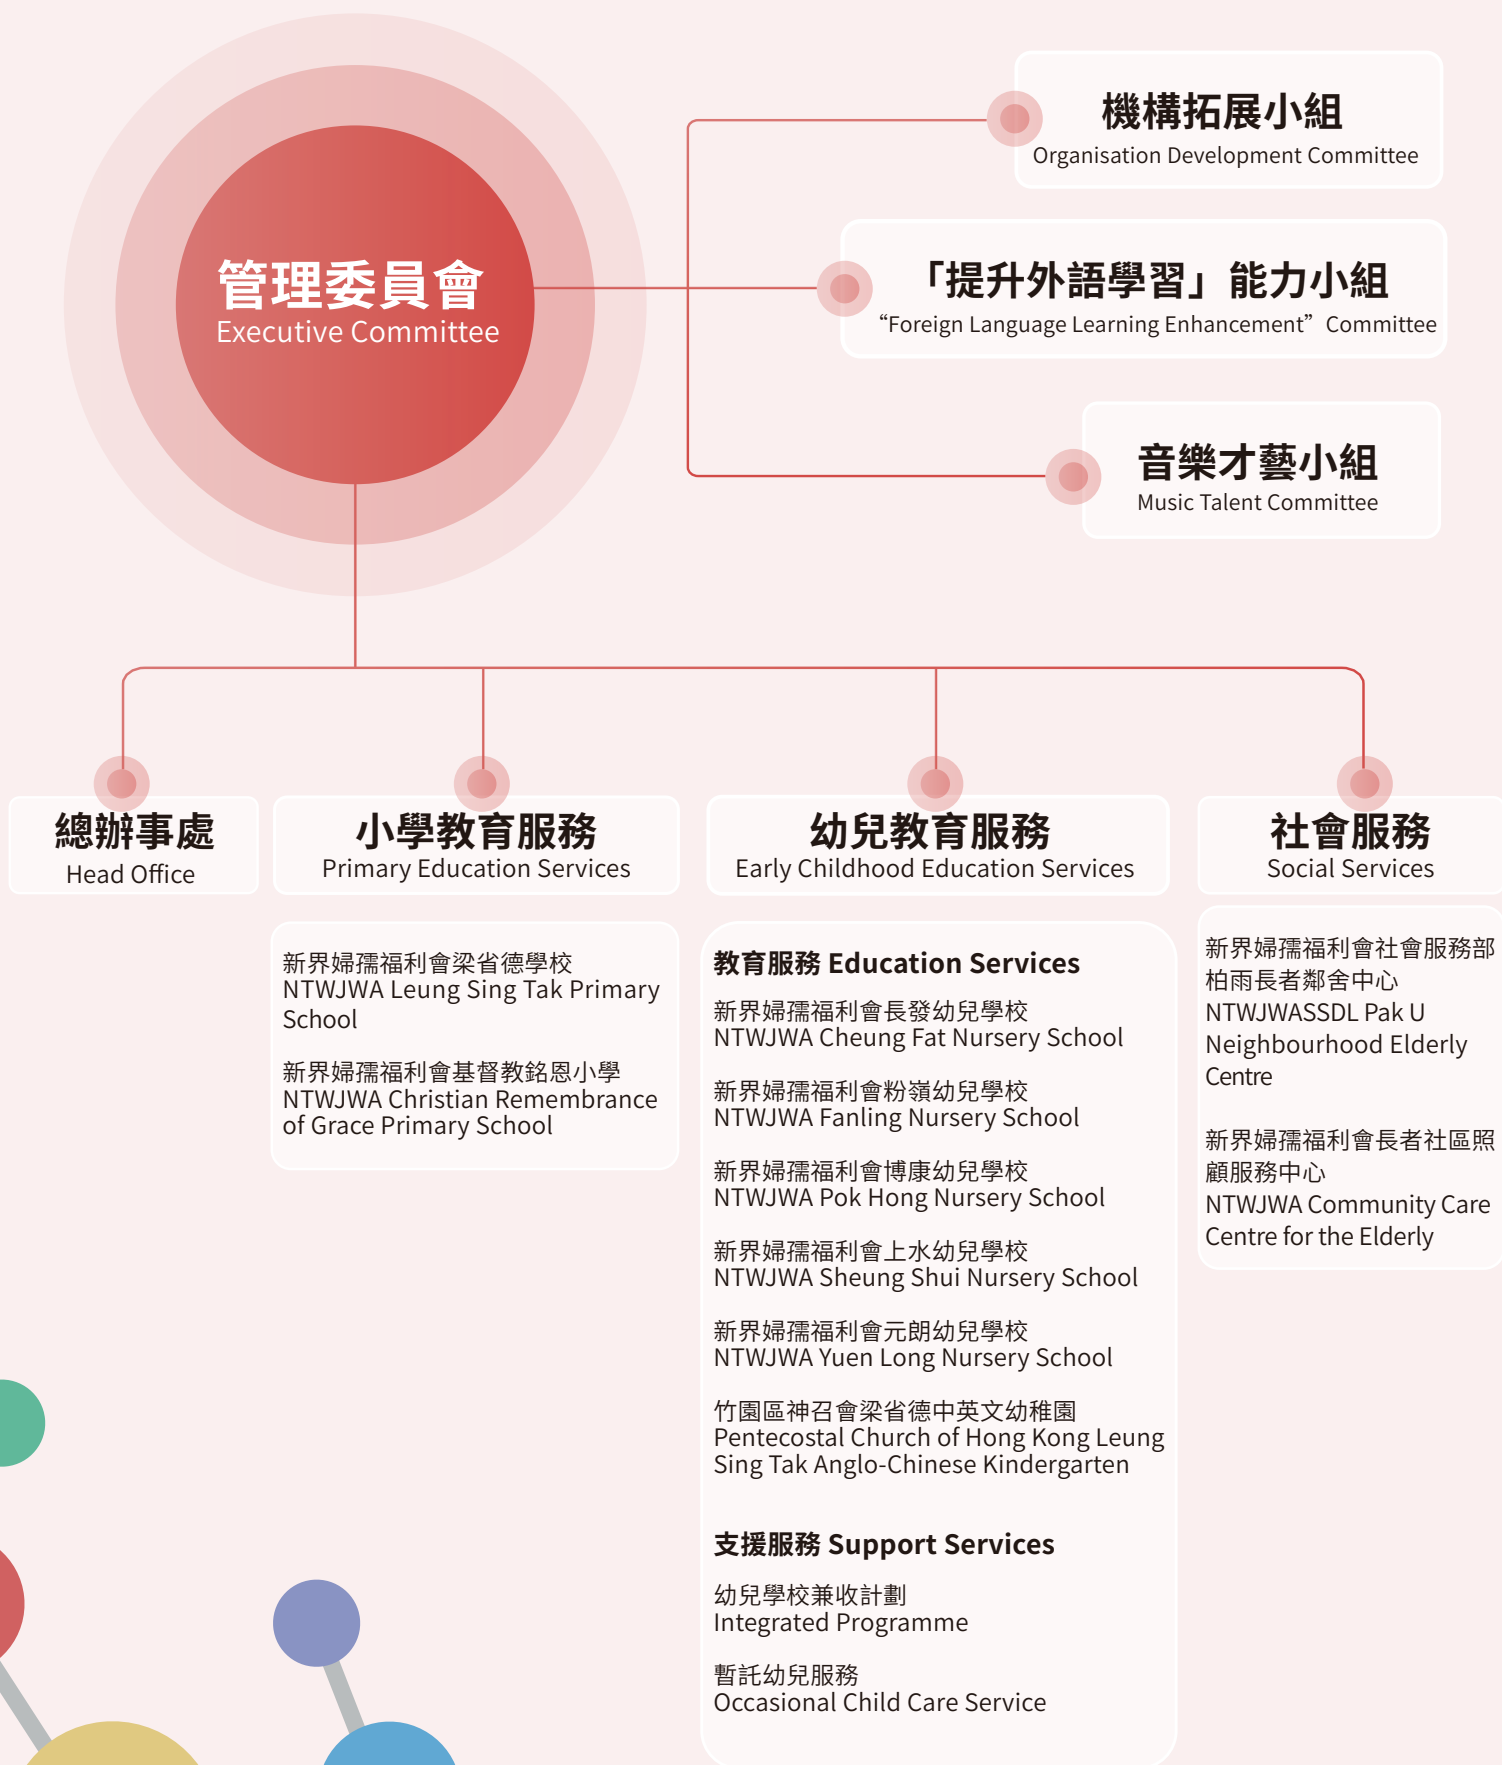 管理委員會
Executive Committee
機構拓展小組
Organisation Development Committee
「提升外語學習」能力小組
“Foreign Language Learning Enhancement” Committee
音樂才藝小組
Music Talent Committee
總辦事處
Head Office
小學教育服務
Primary Education Services
新界婦孺福利會梁省德學校
NTWJWA Leung Sing Tak Primary
School
新界婦孺福利會基督教銘恩小學
NTWJWA Christian Remembrance
of Grace Primary School
幼兒教育服務
Early Childhood Education Services
教育服務 Education Services
新界婦孺福利會長發幼兒學校
NTWJWA Cheung Fat Nursery School
新界婦孺福利會粉嶺幼兒學校
NTWJWA Fanling Nursery School
新界婦孺福利會博康幼兒學校
NTWJWA Pok Hong Nursery School
新界婦孺福利會上水幼兒學校
NTWJWA Sheung Shui Nursery School
新界婦孺福利會元朗幼兒學校
NTWJWA Yuen Long Nursery School
竹園區神召會梁省德中英文幼稚園
Pentecostal Church of Hong Kong Leung
Sing Tak Anglo-Chinese Kindergarten
支援服務 Support Services
幼兒學校兼收計劃
Integrated Programme
暫託幼兒服務
Occasional Child Care Service
社會服務
Social Services
新界婦孺福利會社會服務部
柏雨長者鄰舍中心
NTWJWASSDL Pak U
Neighbourhood Elderly
Centre
新界婦孺福利會長者社區照
顧服務中心
NTWJWA Community Care
Centre for the Elderly